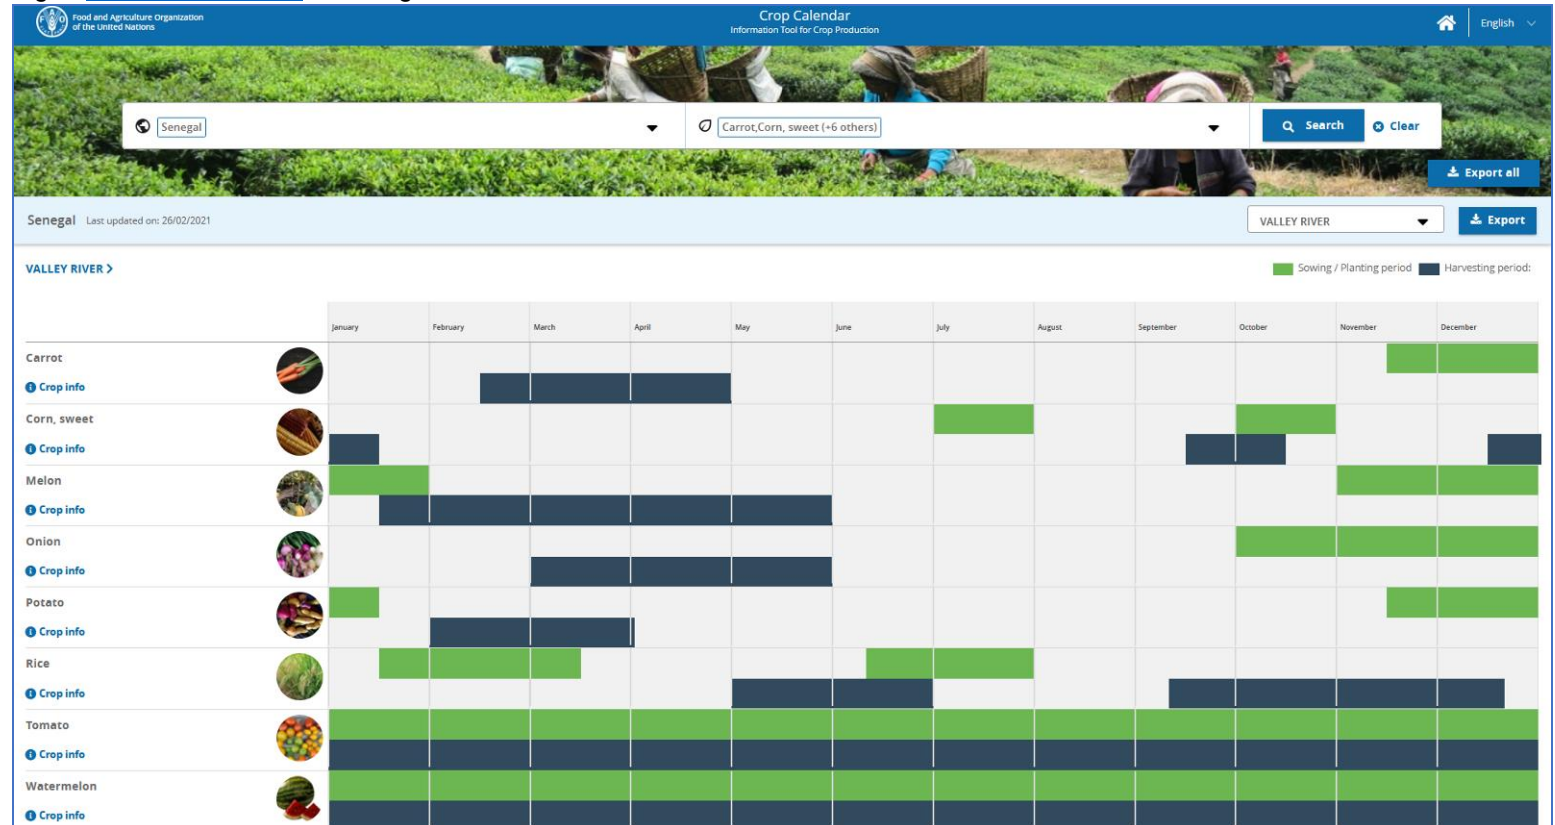 Food and Agriculture Organization
of the United Nations
Crop Calendar
Information Tool for Crop Production
English
Senegal
Carrot,Corn, sweet (+6 others)
Search
Clear
Export all
Senegal Last updated on: 26/02/2021
VALLEY RIVER
Export
VALLEY RIVER >
Sowing / Planting period Harvesting period:
January February March April May June July August September October November December
Carrot
Crop info
Corn, sweet
Crop info
Melon
Crop info
Onion
Crop info
Potato
Crop info
Rice
Crop info
Tomato
Crop info
Watermelon
Crop info